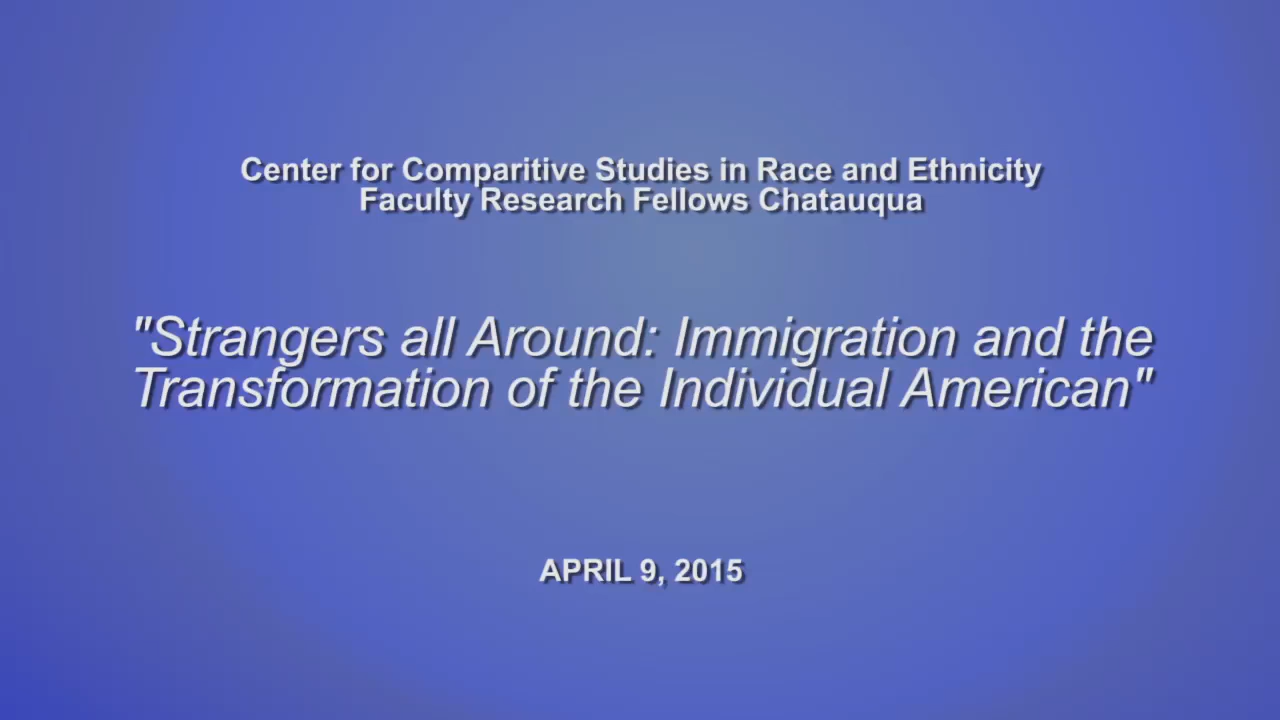 Center for Comparitive Studies in Race and Ethnicity
Faculty Research Fellows Chatauqua
"Strangers all Around: Immigration and the
Transformation of the Individual American"
APRIL 9, 2015